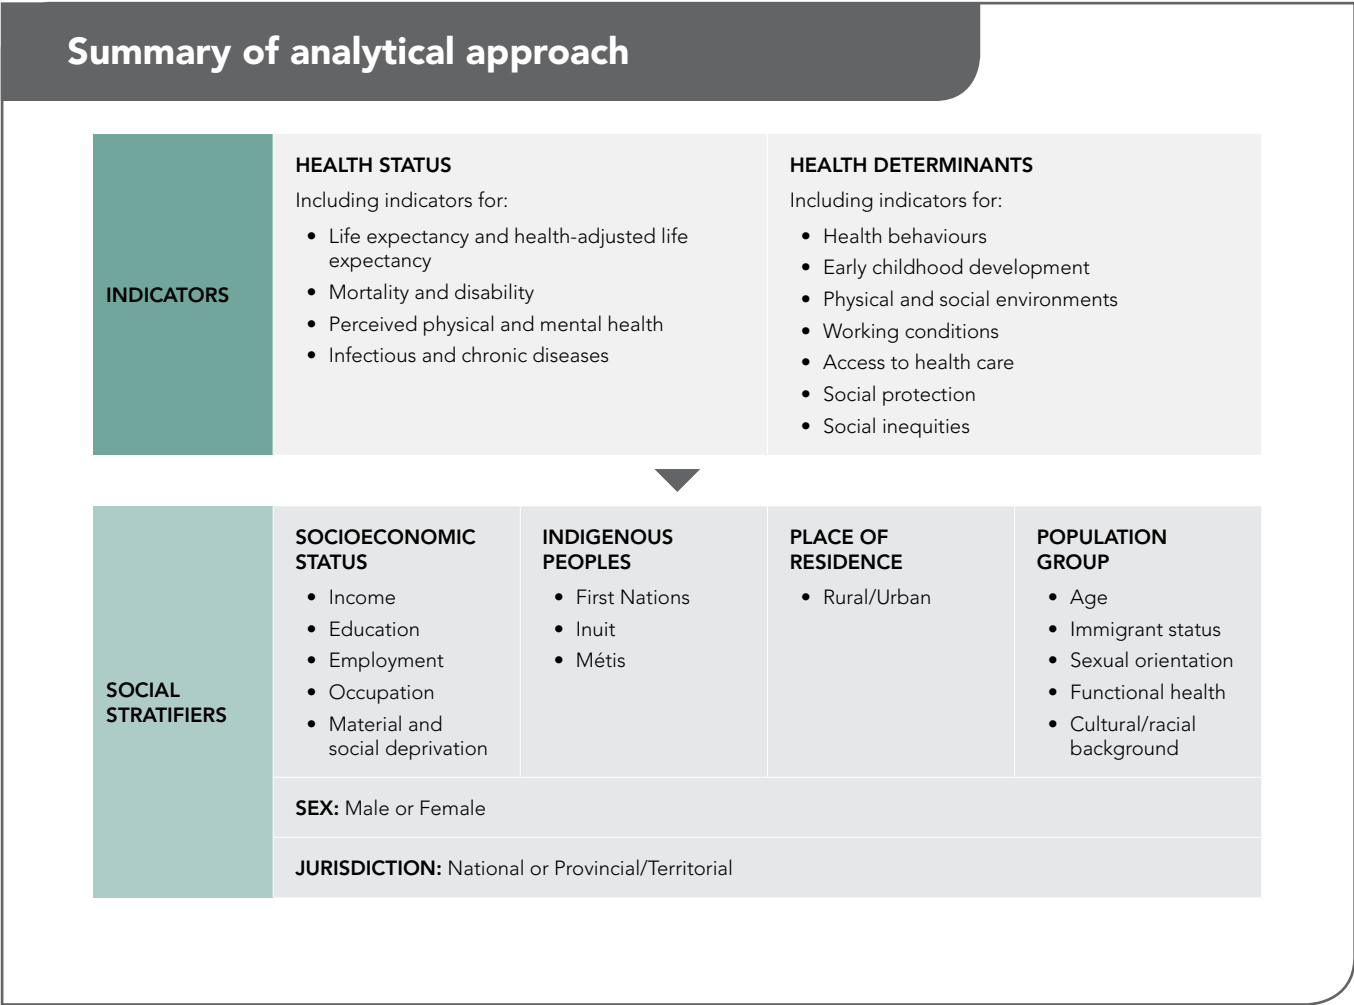 Summary of analytical approach
INDICATORS
HEALTH STATUS
Including indicators for:
• Life expectancy and health-adjusted life
expectancy
• Mortality and disability
• Perceived physical and mental health
• Infectious and chronic diseases
HEALTH DETERMINANTS
Including indicators for:
• Health behaviours
• Early childhood development
• Physical and social environments
• Working conditions
• Access to health care
• Social protection
• Social inequities
SOCIAL
STRATIFIERS
SOCIOECONOMIC
STATUS
• Income
• Education
• Employment
• Occupation
• Material and
social deprivation
INDIGENOUS
PEOPLES
• First Nations
• Inuit
• Métis
PLACE OF
RESIDENCE
• Rural/Urban
POPULATION
GROUP
• Age
• Immigrant status
• Sexual orientation
• Functional health
• Cultural/racial
background
SEX: Male or Female
JURISDICTION: National or Provincial/Territorial